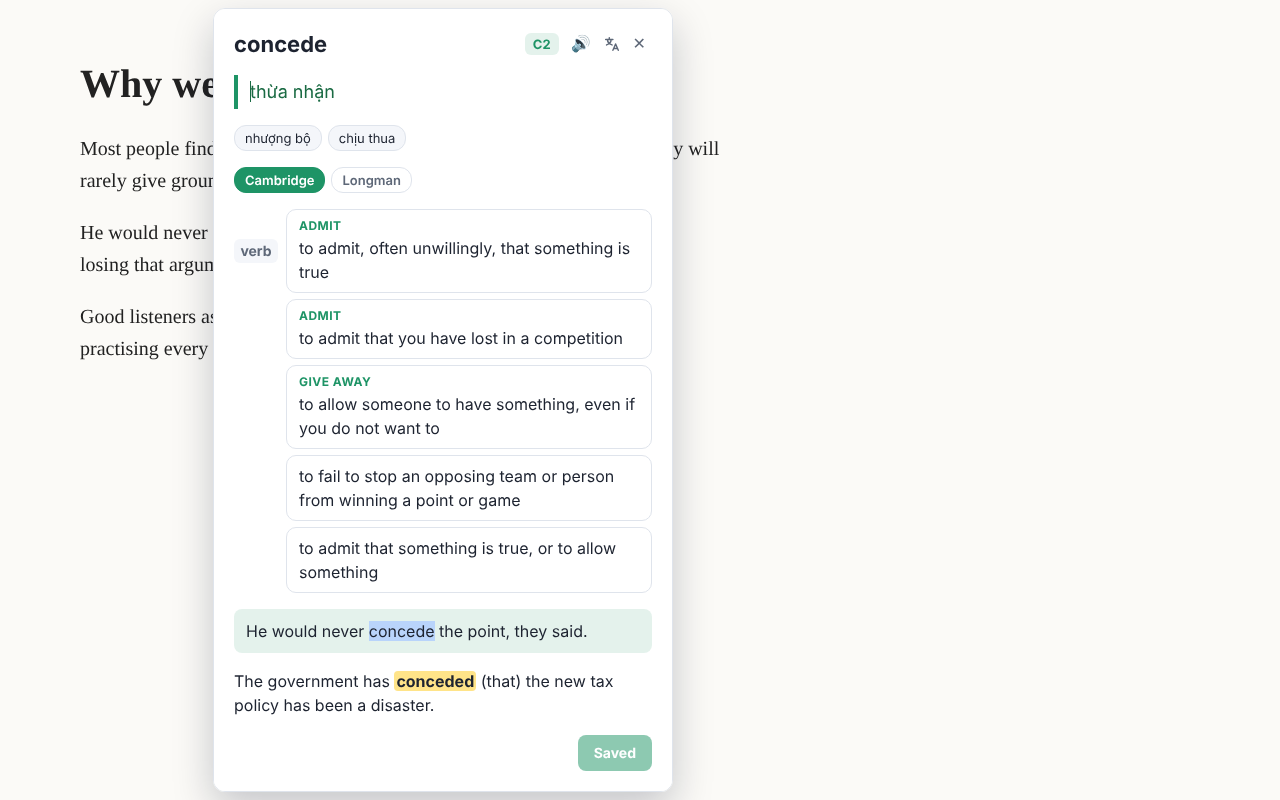 concede
C2
Why we
thừa nhận
nhượng bộ
chịu thua
Most people find
y will
rarely give groun
Cambridge
Longman
He would never
losing that argum
verb
ADMIT
to admit, often unwillingly, that something is
true
ADMIT
to admit that you have lost in a competition
Good listeners as
practising every
GIVE AWAY
to allow someone to have something, even if
you do not want to
to fail to stop an opposing team or person
from winning a point or game
to admit that something is true, or to allow
something
He would never concede the point, they said.
The government has conceded (that) the new tax
policy has been a disaster.
Saved